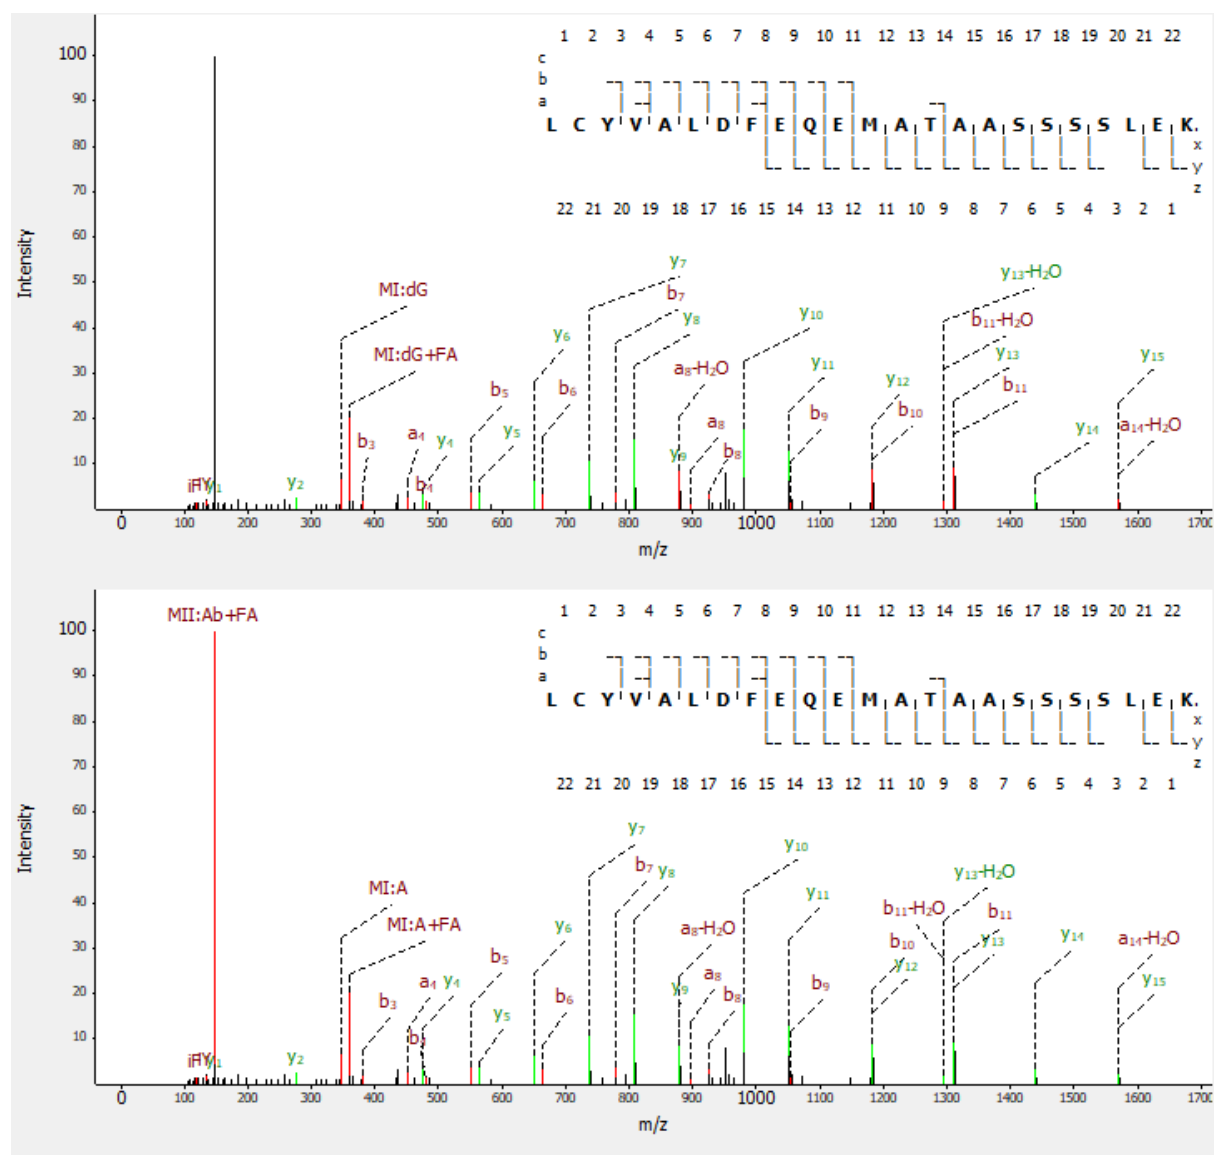 1 2 3 4 5 6 7 8 9 10 11 12 13 14 15 16 17 18 19 20 21 22
c
b
a
L C Y V A L D F E Q E M A T A A S S S S L E K.
x
y
z
22 21 20 19 18 17 16 15 14 13 12 11 10 9 8 7 6 5 4 3 2 1
Intensity
100
90
80
70
60
50
40
30
20
10
MI:dG
MI:dG+FA
iF
iY
y1
y2
b3
a4
b4
y4
b5
y5
y6
b6
y7
b7
y8
a8-H2O
y9
a8
b8
y10
y11
b9
y12
b10
y13-H2O
b11-H2O
y13
b11
y14
y15
a14-H2O
0 100 200 300 400 500 600 700 800 900 1000 1100 1200 1300 1400 1500 1600 1700
m/z
MII:Ab+FA
1 2 3 4 5 6 7 8 9 10 11 12 13 14 15 16 17 18 19 20 21 22
c
b
a
L C Y V A L D F E Q E M A T A A S S S S L E K.
x
y
z
22 21 20 19 18 17 16 15 14 13 12 11 10 9 8 7 6 5 4 3 2 1
Intensity
100
90
80
70
60
50
40
30
20
10
MI:A
MI:A+FA
iF
iY
y1
y2
b3
a4
y4
b5
y5
y6
b6
y7
b7
y8
a8-H2O
y9
a8
b8
y10
y11
b9
b10
y12
b11-H2O
y13-H2O
b11
y13
y14
a14-H2O
y15
0 100 200 300 400 500 600 700 800 900 1000 1100 1200 1300 1400 1500 1600 1700
m/z